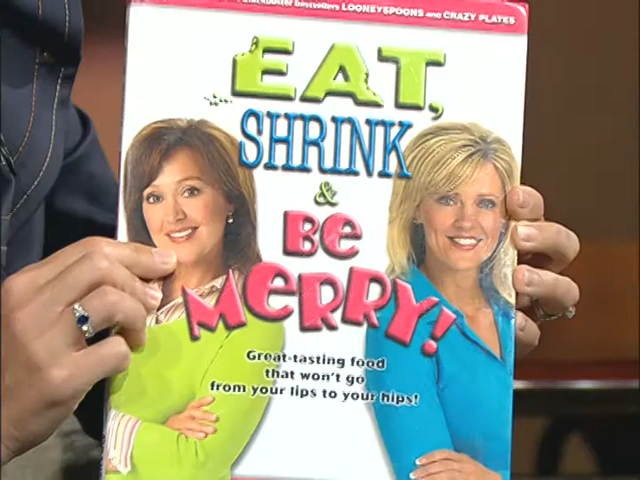 bestsellers LOONEYSPOONS and CRAZY PLATES
EAT,
SHRINK
&
BE
MERRY!
Great-tasting food
that won't go
from your lips to your hips!